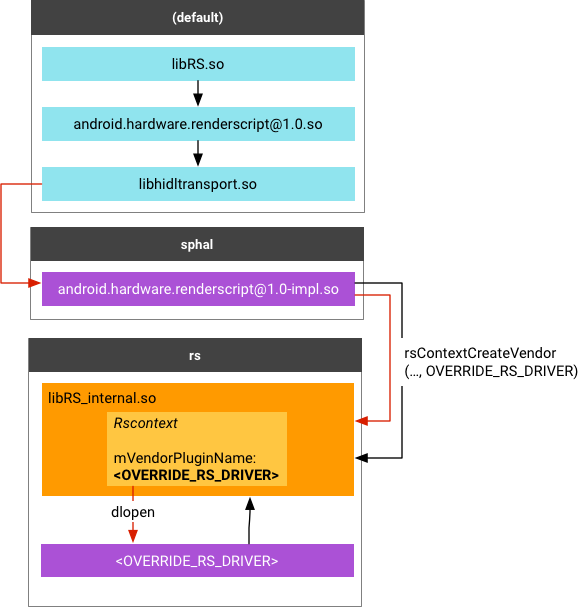 (default)
libRS.so
android.hardware.renderscript@1.0.so
libhidltransport.so
sphal
android.hardware.renderscript@1.0-impl.so
rsContextCreateVendor
(..., OVERRIDE_RS_DRIVER)
rs
libRS_internal.so
Rscontext
mVendorPluginName:
<OVERRIDE_RS_DRIVER>
dlopen
<OVERRIDE_RS_DRIVER>